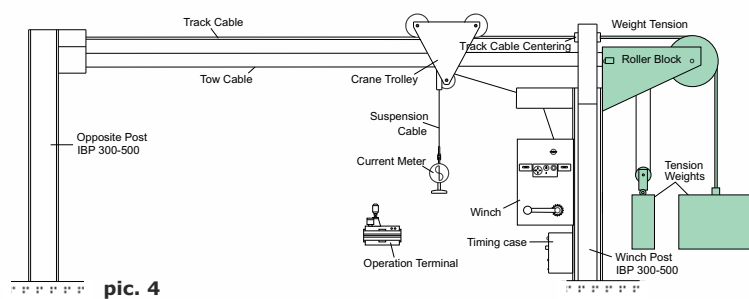 Track Cable
Weight Tension
Track Cable Centering
Roller Block
Crane Trolley
Tow Cable
Suspension
Cable
Opposite Post
IBP 300-500
Current Meter
Tension
Weights
Winch
Timing case
Operation Terminal
Winch Post
IBP 300-500
pic. 4